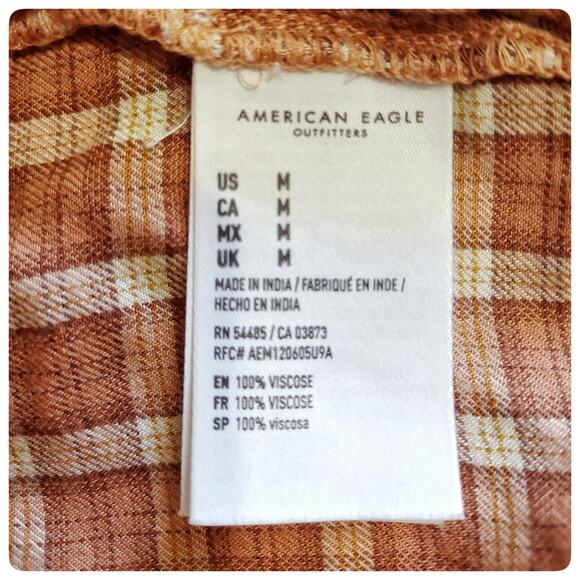 AMERICAN EAGLE
OUTFITTERS
US M
CA M
MX M
UK M
MADE IN INDIA / FABRIQUÉ EN INDE /
HECHO EN INDIA
RN 54485 / CA 03873
RFC# AEM120605U9A
EN 100% VISCOSE
FR 100% VISCOSE
SP 100% viscosa